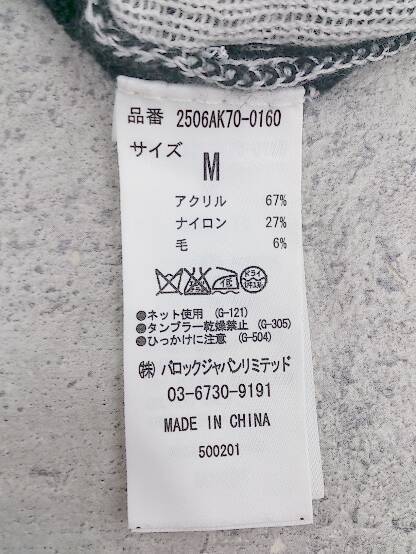 品番 2506AK70-0160
サイズ
M
アクリル 67%
ナイロン 27%
毛 6%
●ネット使用 (G-121)
●タンブラー乾燥禁止 (G-305)
●ひっかけに注意 (G-504)
㈱バロックジャパンリミテッド
03-6730-9191
MADE IN CHINA
500201